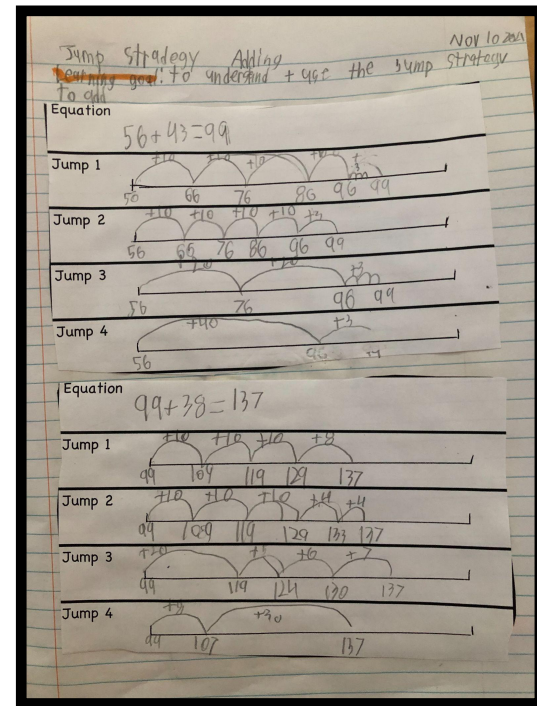 Nov 10 2021
Jump Stradegy Adding
Learning goal: to understand + use the jump strategy
to add
Equation
56+43=99
Jump 1
+10 +10 +10 +10 +3
56 66 76 86 96 99
Jump 2
+10 +10 +10 +10 +3
56 66 76 86 96 99
Jump 3
+20 +3
56 76 96 99
Jump 4
+40 +3
56 96
Equation
99+38=137
Jump 1
+10 +10 +10 +8
99 109 119 129 137
Jump 2
+10 +10 +10 +4 +4
99 109 119 129 133 137
Jump 3
+20 +6 +7
99 119 124 130 137
Jump 4
+8 +30
99 107 137